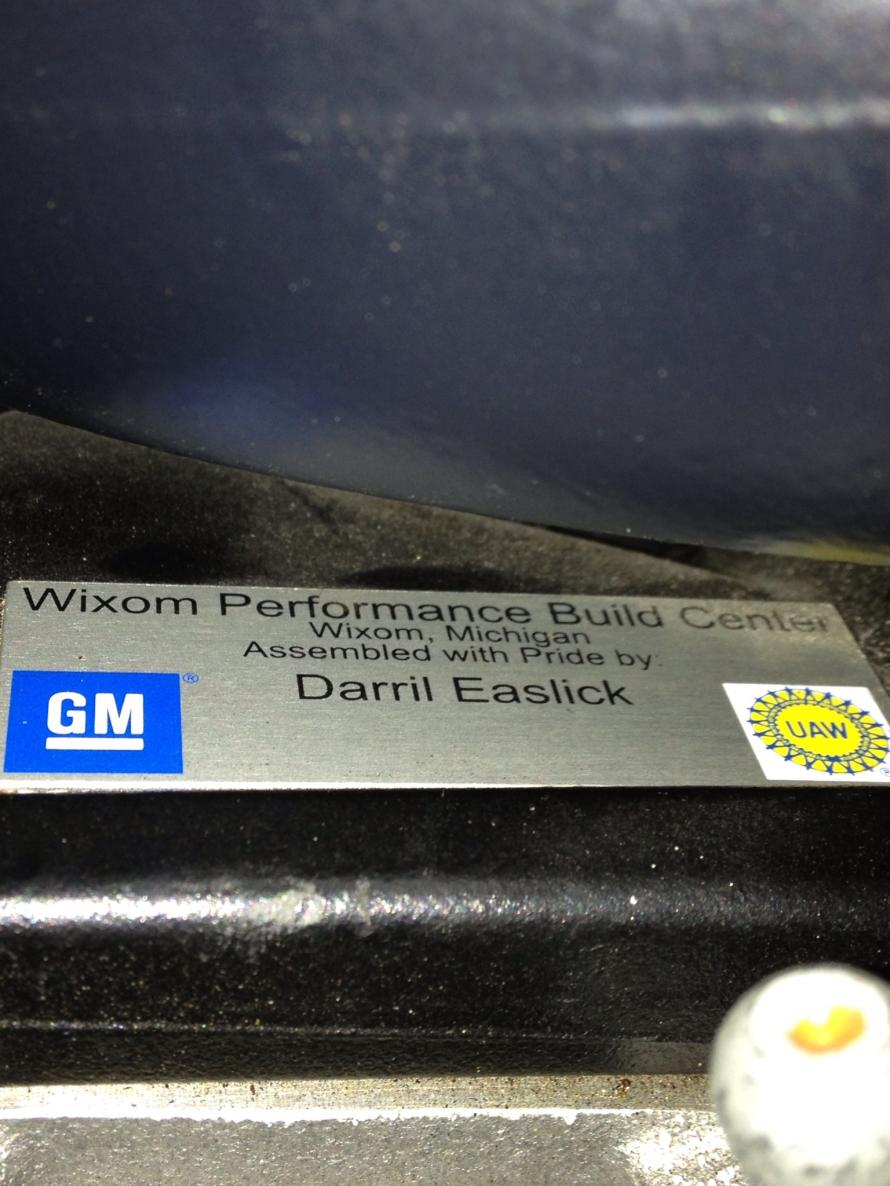 Wixom Performance Build Center
Wixom, Michigan
Assembled with Pride by:
Darril Easlick
GM®
UAW